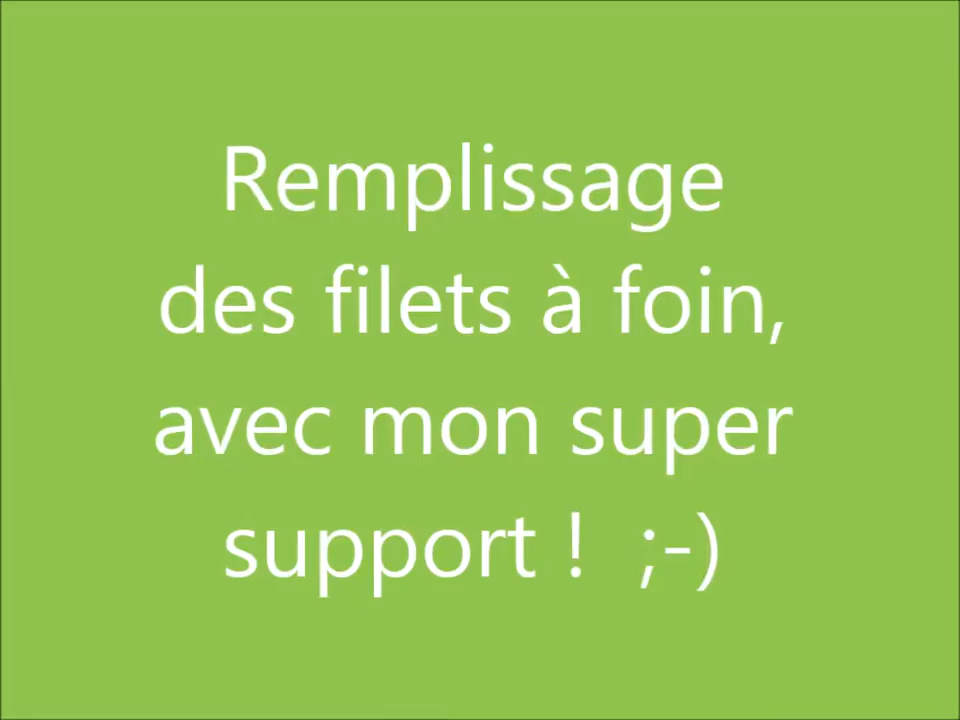 Remplissage
des filets à foin,
avec mon super
support !  ;-)